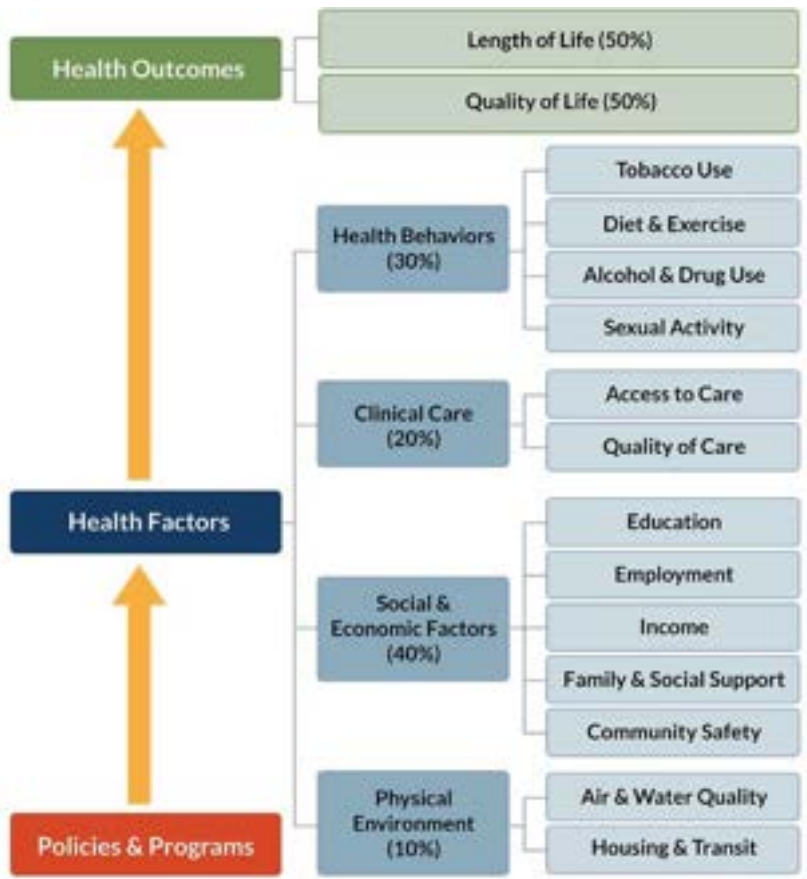 Health Outcomes
Length of Life (50%)
Quality of Life (50%)
Health Factors
Health Behaviors
(30%)
Tobacco Use
Diet & Exercise
Alcohol & Drug Use
Sexual Activity
Clinical Care
(20%)
Access to Care
Quality of Care
Social &
Economic Factors
(40%)
Education
Employment
Income
Family & Social Support
Community Safety
Physical
Environment
(10%)
Air & Water Quality
Housing & Transit
Policies & Programs